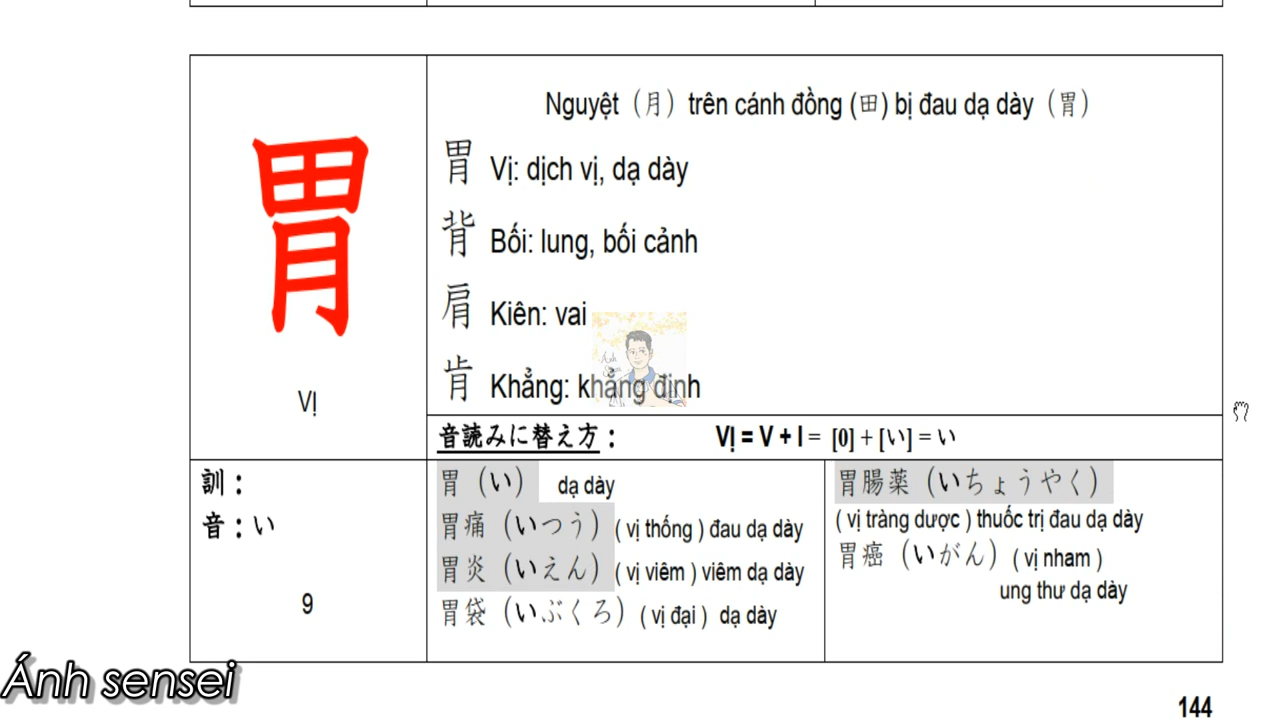 Nguyệt（月）trên cánh đồng (田) bị đau dạ dày（胃）
胃 Vị: dịch vị, dạ dày
背 Bối: lung, bối cảnh
肩 Kiên: vai
肯 Khẳng: khẳng định
胃
VỊ
音読みに替え方： VỊ = V + I = [0] + [い] = い
訓：
音：い
9
胃（い） dạ dày
胃痛（いつう）( vị thống ) đau dạ dày
胃炎（いえん）( vị viêm ) viêm dạ dày
胃袋（いぶくろ）( vị đại ) dạ dày
胃腸薬（いちょうやく）
( vị tràng dược ) thuốc trị đau dạ dày
胃癌（いがん）( vị nham )
ung thư dạ dày
Ánh sensei
144